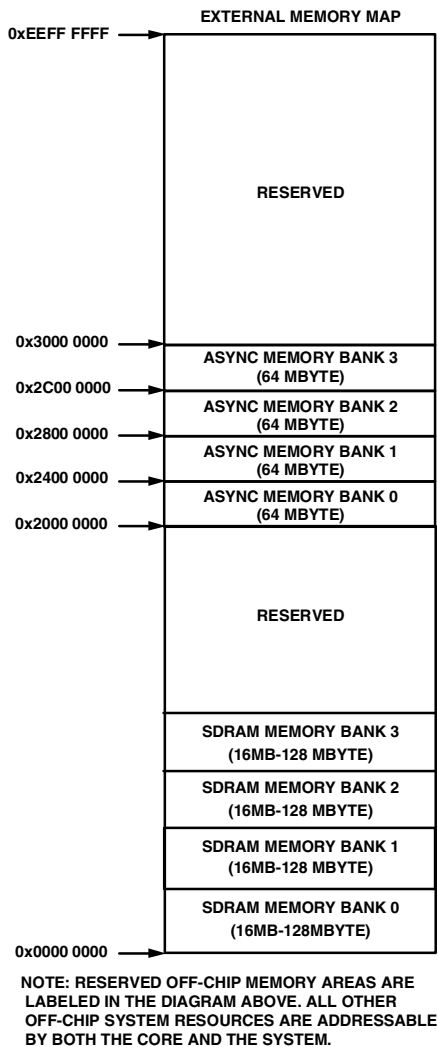 EXTERNAL MEMORY MAP
0xEEFF FFFF
RESERVED
0x3000 0000
ASYNC MEMORY BANK 3
(64 MBYTE)
0x2C00 0000
ASYNC MEMORY BANK 2
(64 MBYTE)
0x2800 0000
ASYNC MEMORY BANK 1
(64 MBYTE)
0x2400 0000
ASYNC MEMORY BANK 0
(64 MBYTE)
0x2000 0000
RESERVED
SDRAM MEMORY BANK 3
(16MB-128 MBYTE)
SDRAM MEMORY BANK 2
(16MB-128 MBYTE)
SDRAM MEMORY BANK 1
(16MB-128 MBYTE)
SDRAM MEMORY BANK 0
(16MB-128MBYTE)
0x0000 0000
NOTE: RESERVED OFF-CHIP MEMORY AREAS ARE
LABELED IN THE DIAGRAM ABOVE. ALL OTHER
OFF-CHIP SYSTEM RESOURCES ARE ADDRESSABLE
BY BOTH THE CORE AND THE SYSTEM.